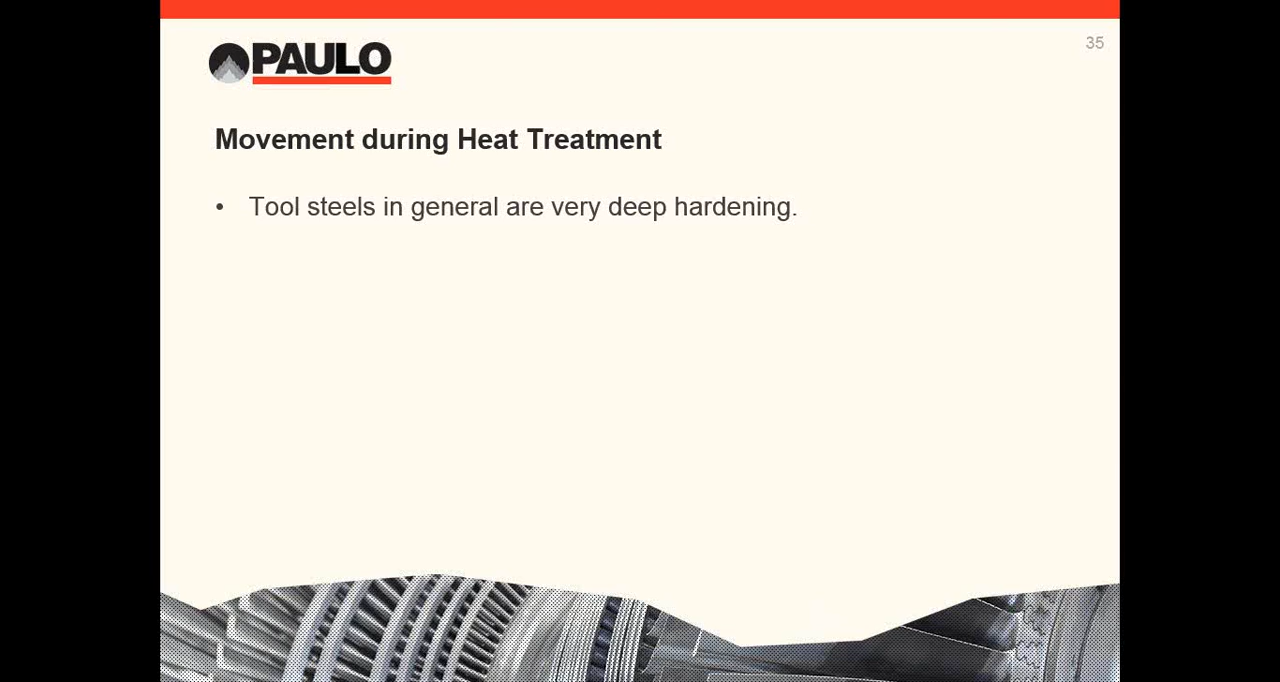 35
PAULO
Movement during Heat Treatment
• Tool steels in general are very deep hardening.